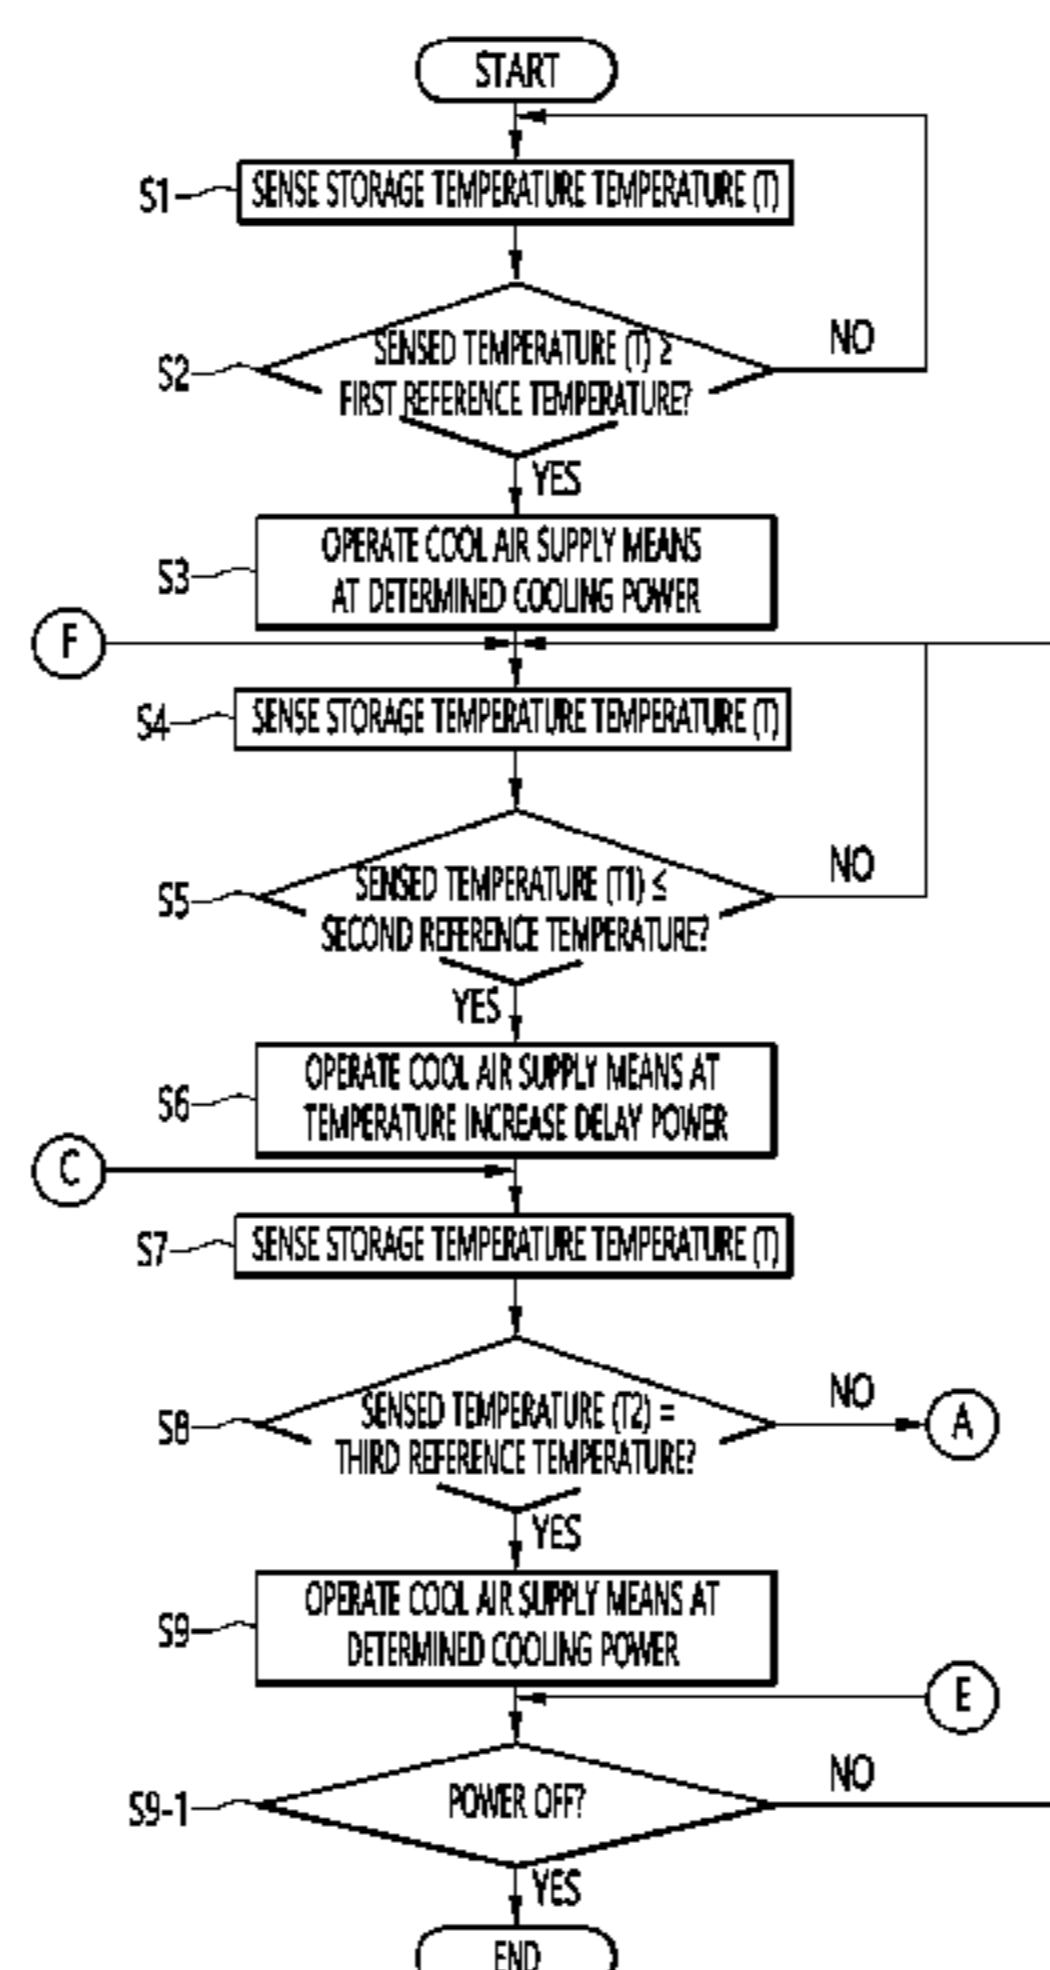 START
S1
SENSE STORAGE TEMPERATURE TEMPERATURE (T)
S2
SENSED TEMPERATURE (T) ≥
FIRST REFERENCE TEMPERATURE?
NO
YES
S3
OPERATE COOL AIR SUPPLY MEANS
AT DETERMINED COOLING POWER
F
S4
SENSE STORAGE TEMPERATURE TEMPERATURE (T)
S5
SENSED TEMPERATURE (T1) ≤
SECOND REFERENCE TEMPERATURE?
NO
YES
S6
OPERATE COOL AIR SUPPLY MEANS AT
TEMPERATURE INCREASE DELAY POWER
C
S7
SENSE STORAGE TEMPERATURE TEMPERATURE (T)
S8
SENSED TEMPERATURE (T2) =
THIRD REFERENCE TEMPERATURE?
NO
A
YES
S9
OPERATE COOL AIR SUPPLY MEANS AT
DETERMINED COOLING POWER
E
S9-1
POWER OFF?
NO
YES
END